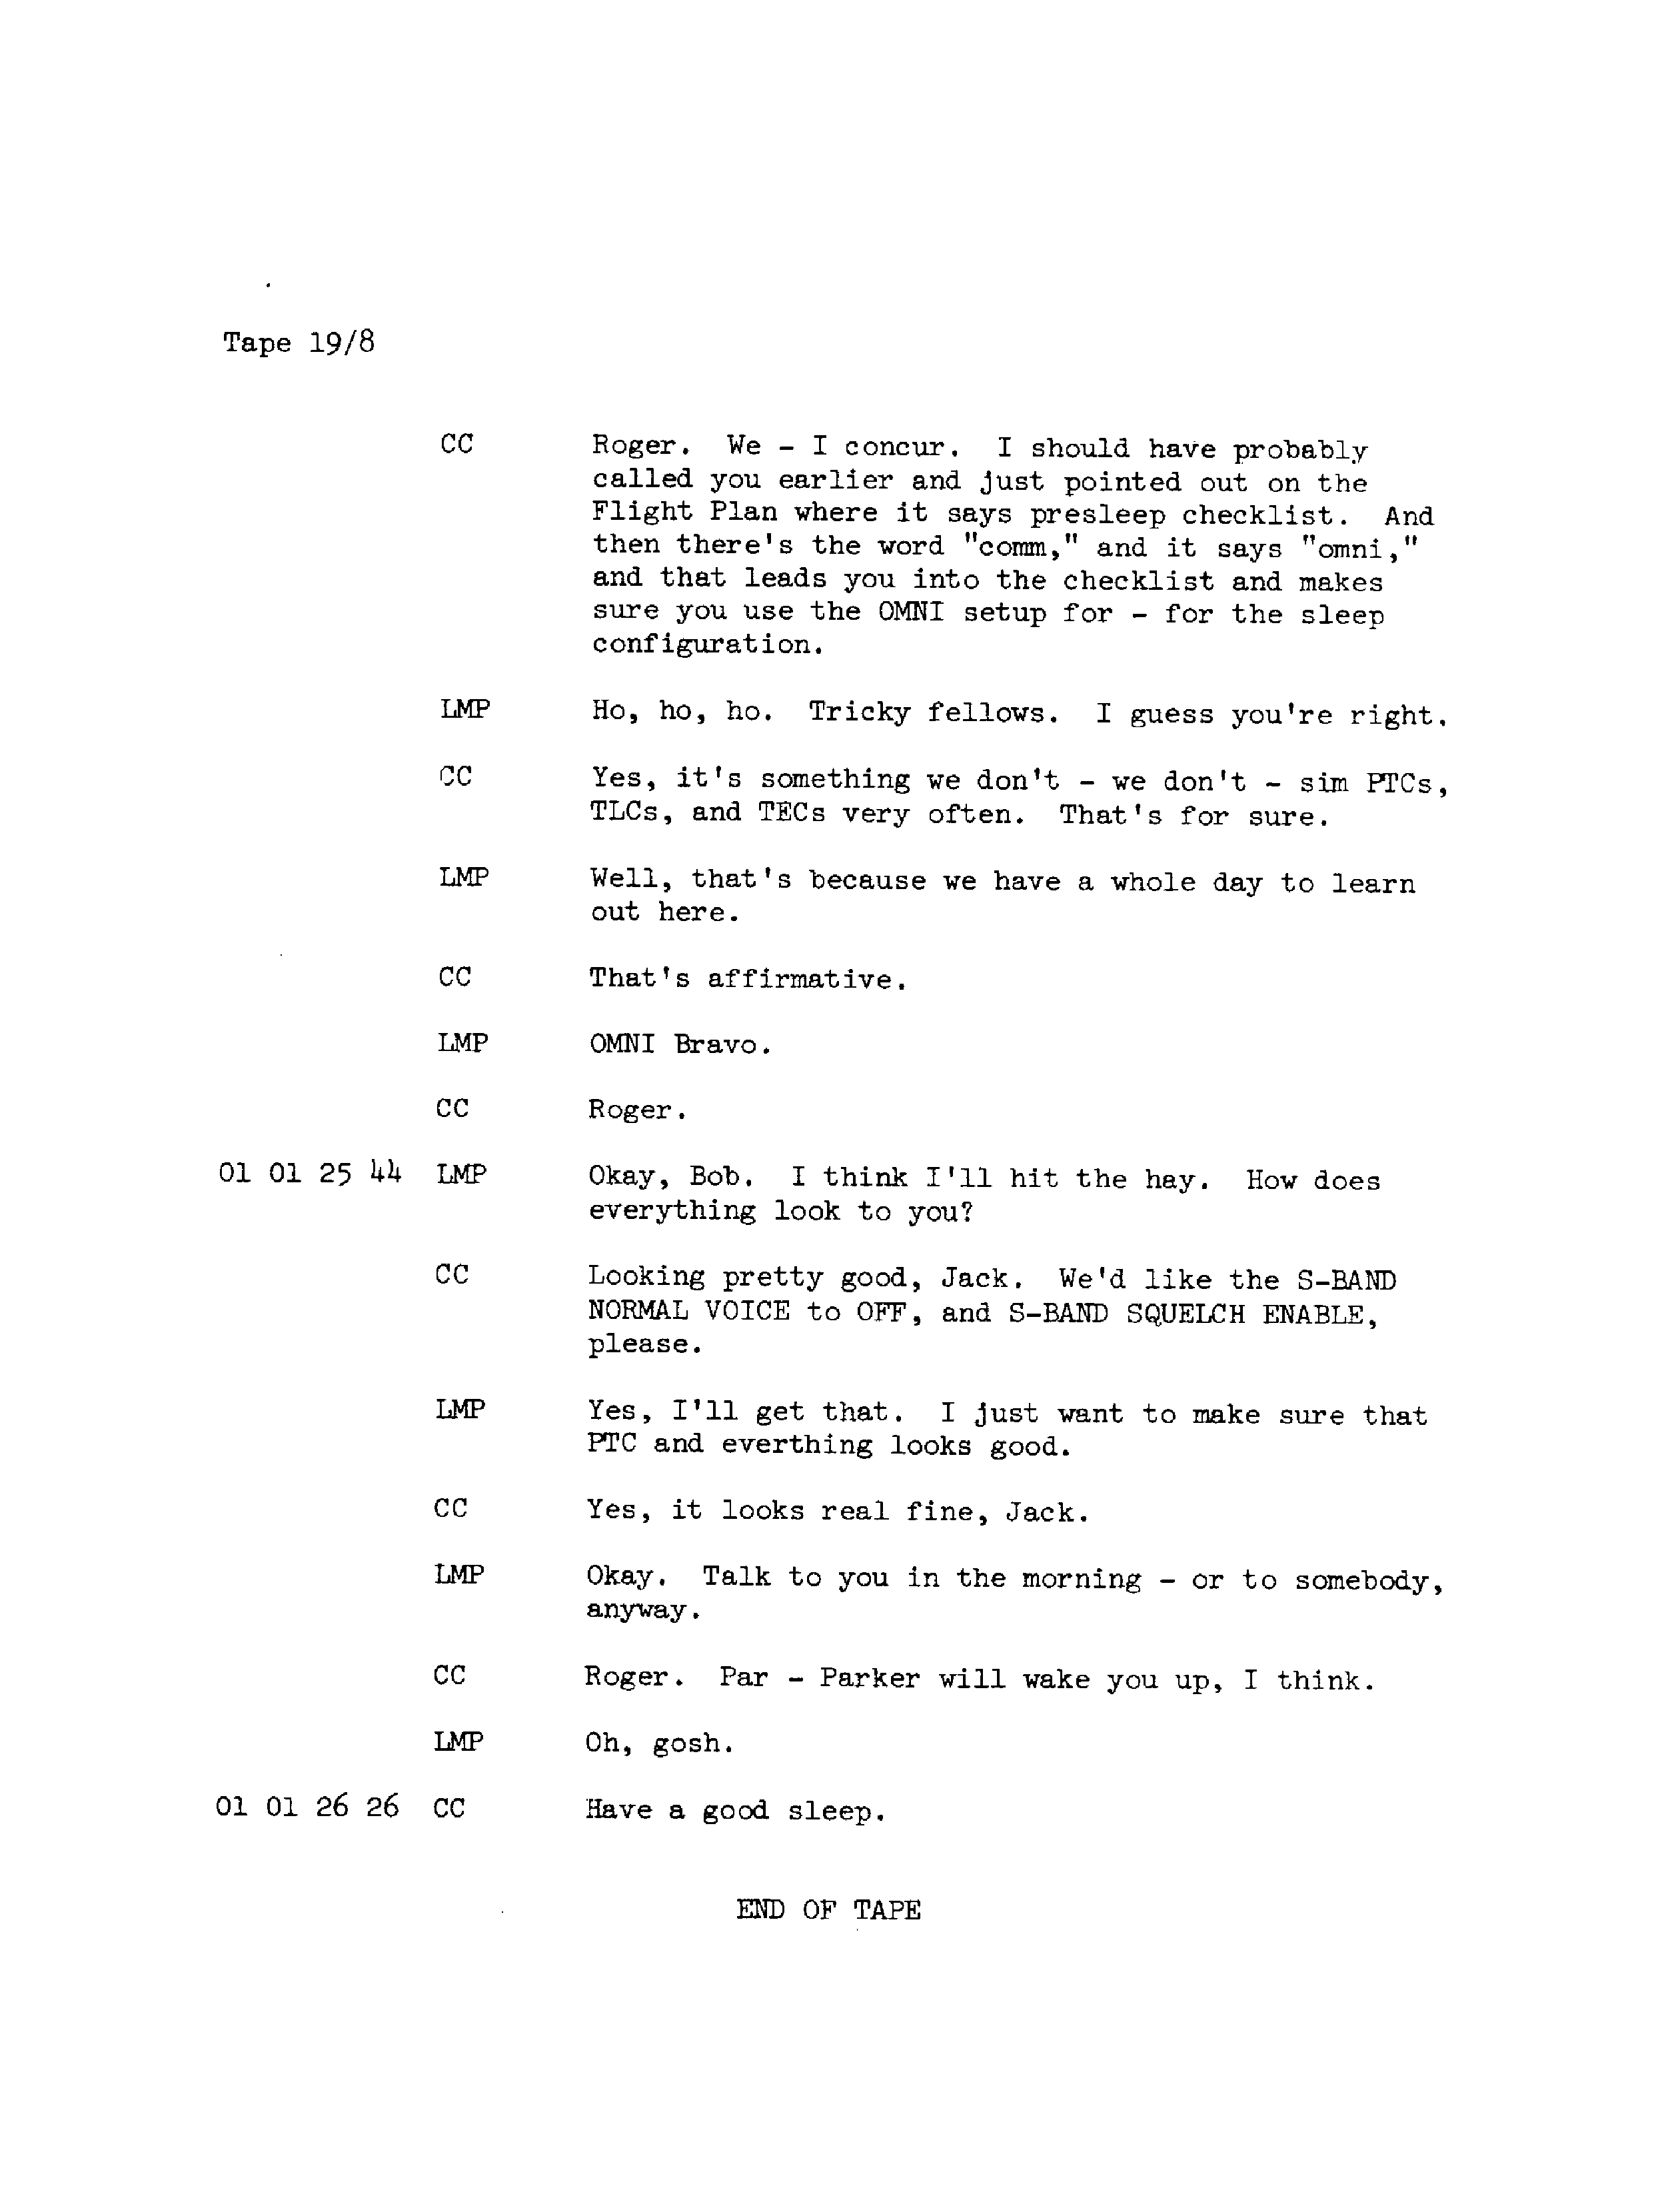 Tape 19/8
CC Roger. We - I concur. I should have probably
called you earlier and just pointed out on the
Flight Plan where it says presleep checklist. And
then there's the word "comm," and it says "omni,"
and that leads you into the checklist and makes
sure you use the OMNI setup for - for the sleep
configuration.
LMP Ho, ho, ho. Tricky fellows. I guess you're right.
CC Yes, it's something we don't - we don't - sim PTCs,
TLCs, and TECs very often. That's for sure.
LMP Well, that's because we have a whole day to learn
out here.
CC That's affirmative.
LMP OMNI Bravo.
CC Roger.
01 01 25 44 LMP Okay, Bob. I think I'll hit the hay. How does
everything look to you?
CC Looking pretty good, Jack. We'd like the S-BAND
NORMAL VOICE to OFF, and S-BAND SQUELCH ENABLE,
please.
LMP Yes, I'll get that. I just want to make sure that
PTC and everthing looks good.
CC Yes, it looks real fine, Jack.
LMP Okay. Talk to you in the morning - or to somebody,
anyway.
CC Roger. Par - Parker will wake you up, I think.
LMP Oh, gosh.
01 01 26 26 CC Have a good sleep.
END OF TAPE